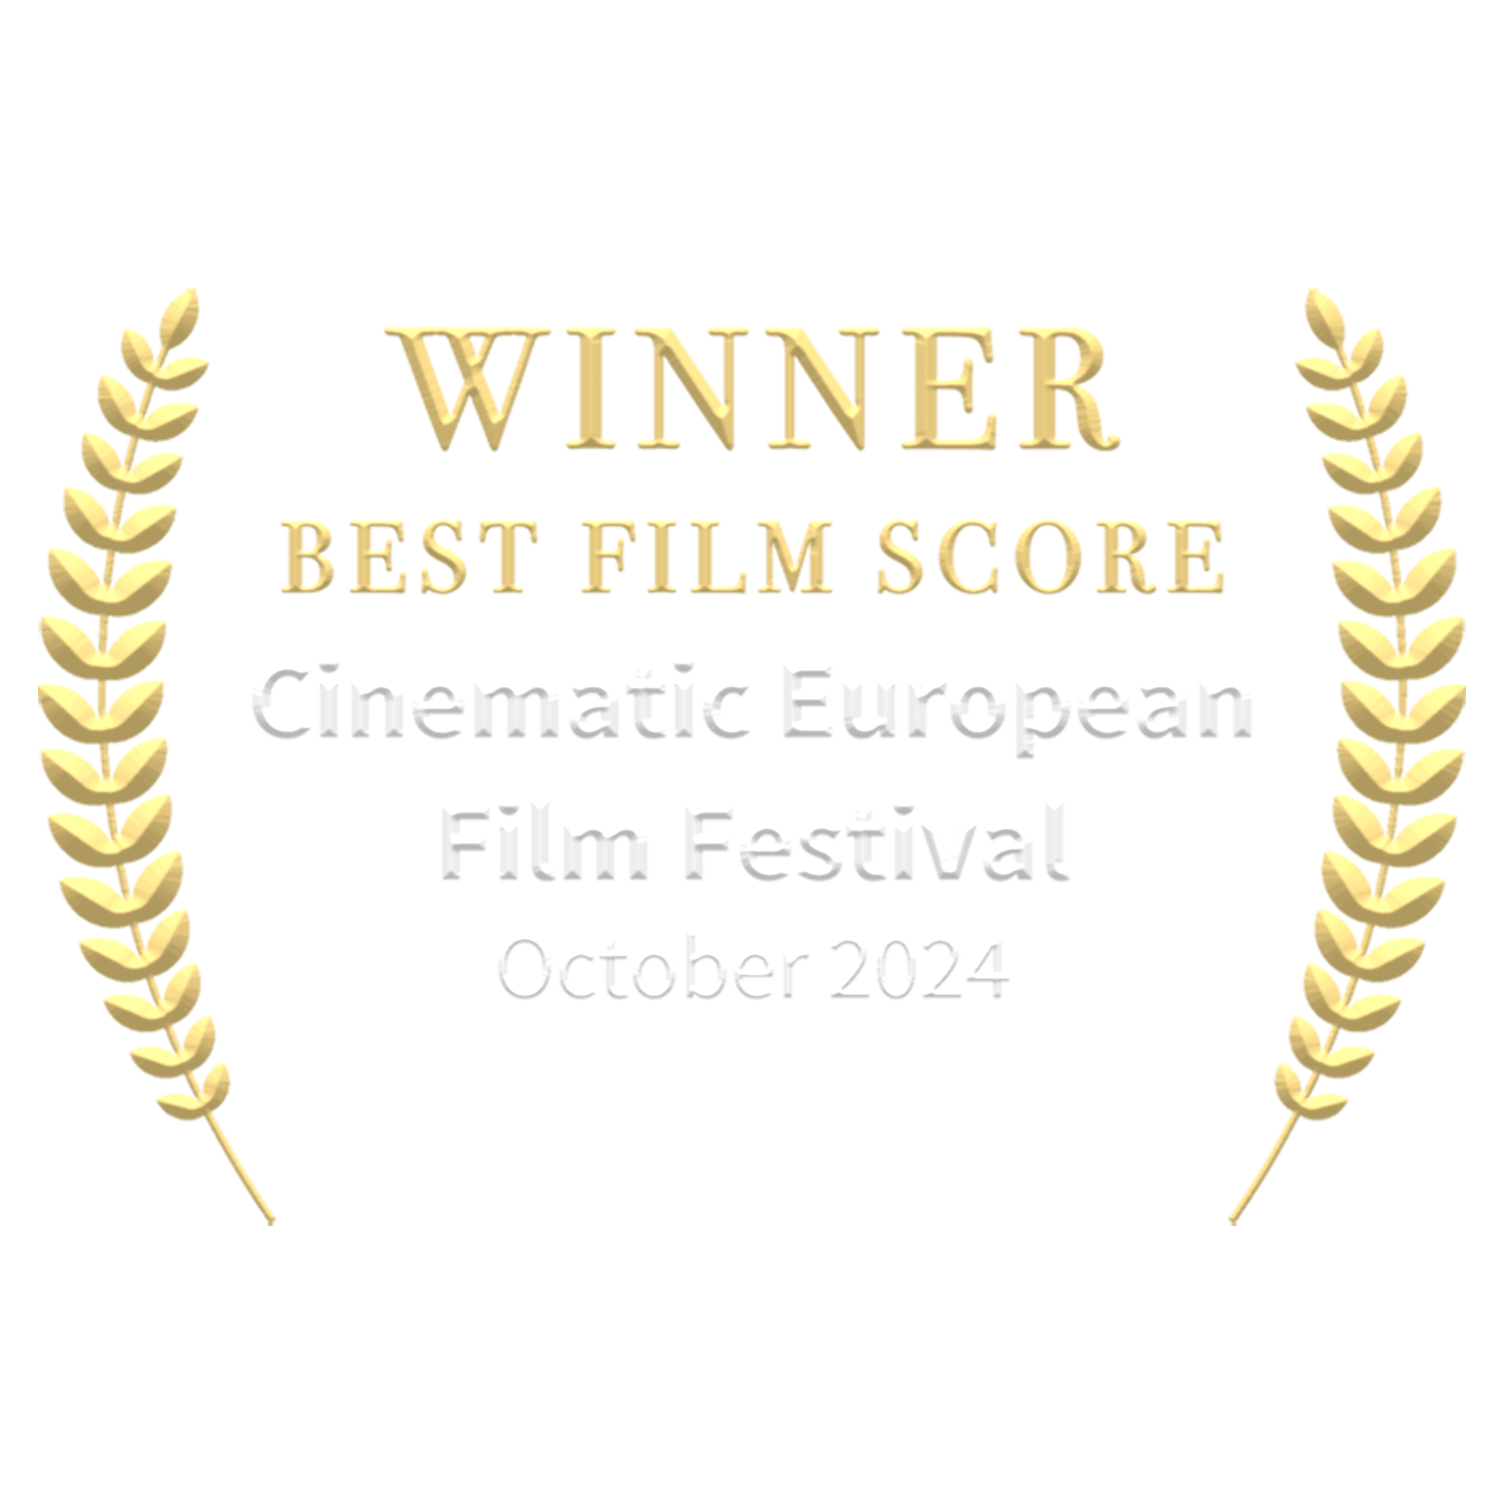 WINNER
BEST FILM SCORE
Cinematic European
Film Festival
October 2024